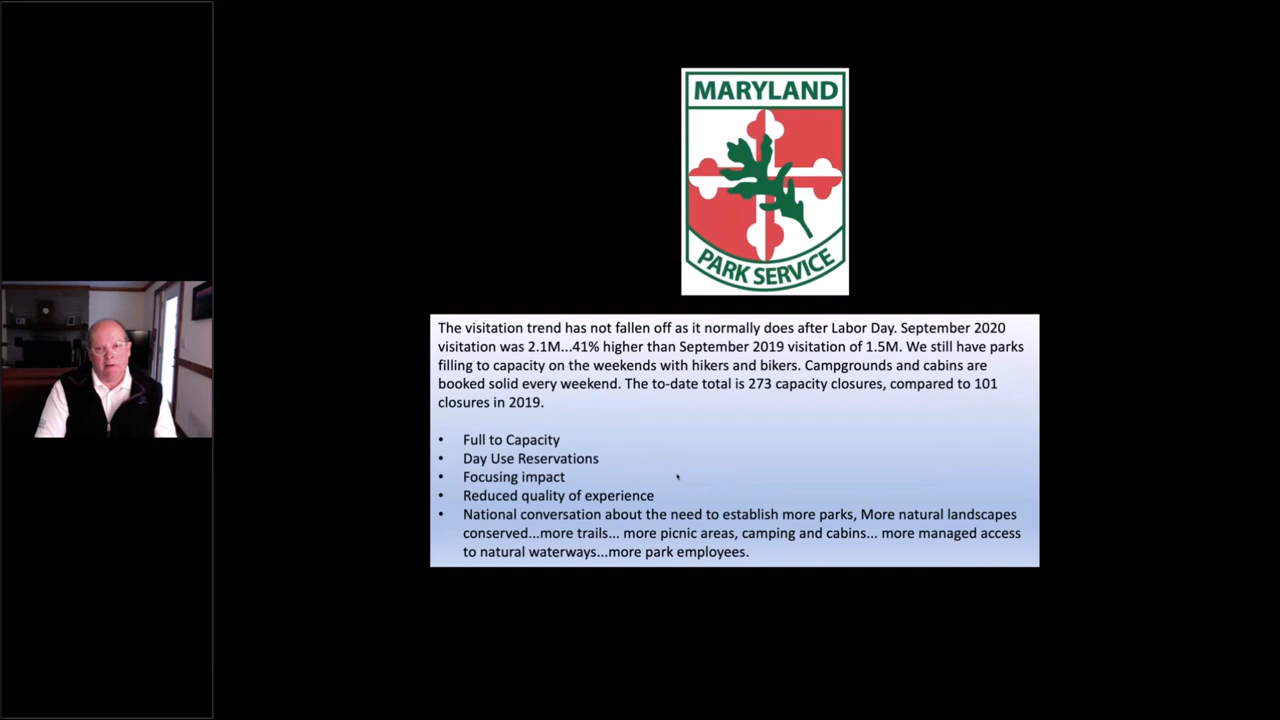 MARYLAND
PARK SERVICE
The visitation trend has not fallen off as it normally does after Labor Day. September 2020
visitation was 2.1M...41% higher than September 2019 visitation of 1.5M. We still have parks
filling to capacity on the weekends with hikers and bikers. Campgrounds and cabins are
booked solid every weekend. The to-date total is 273 capacity closures, compared to 101
closures in 2019.
• Full to Capacity
• Day Use Reservations
• Focusing impact
• Reduced quality of experience
• National conversation about the need to establish more parks, More natural landscapes
conserved...more trails... more picnic areas, camping and cabins... more managed access
to natural waterways...more park employees.